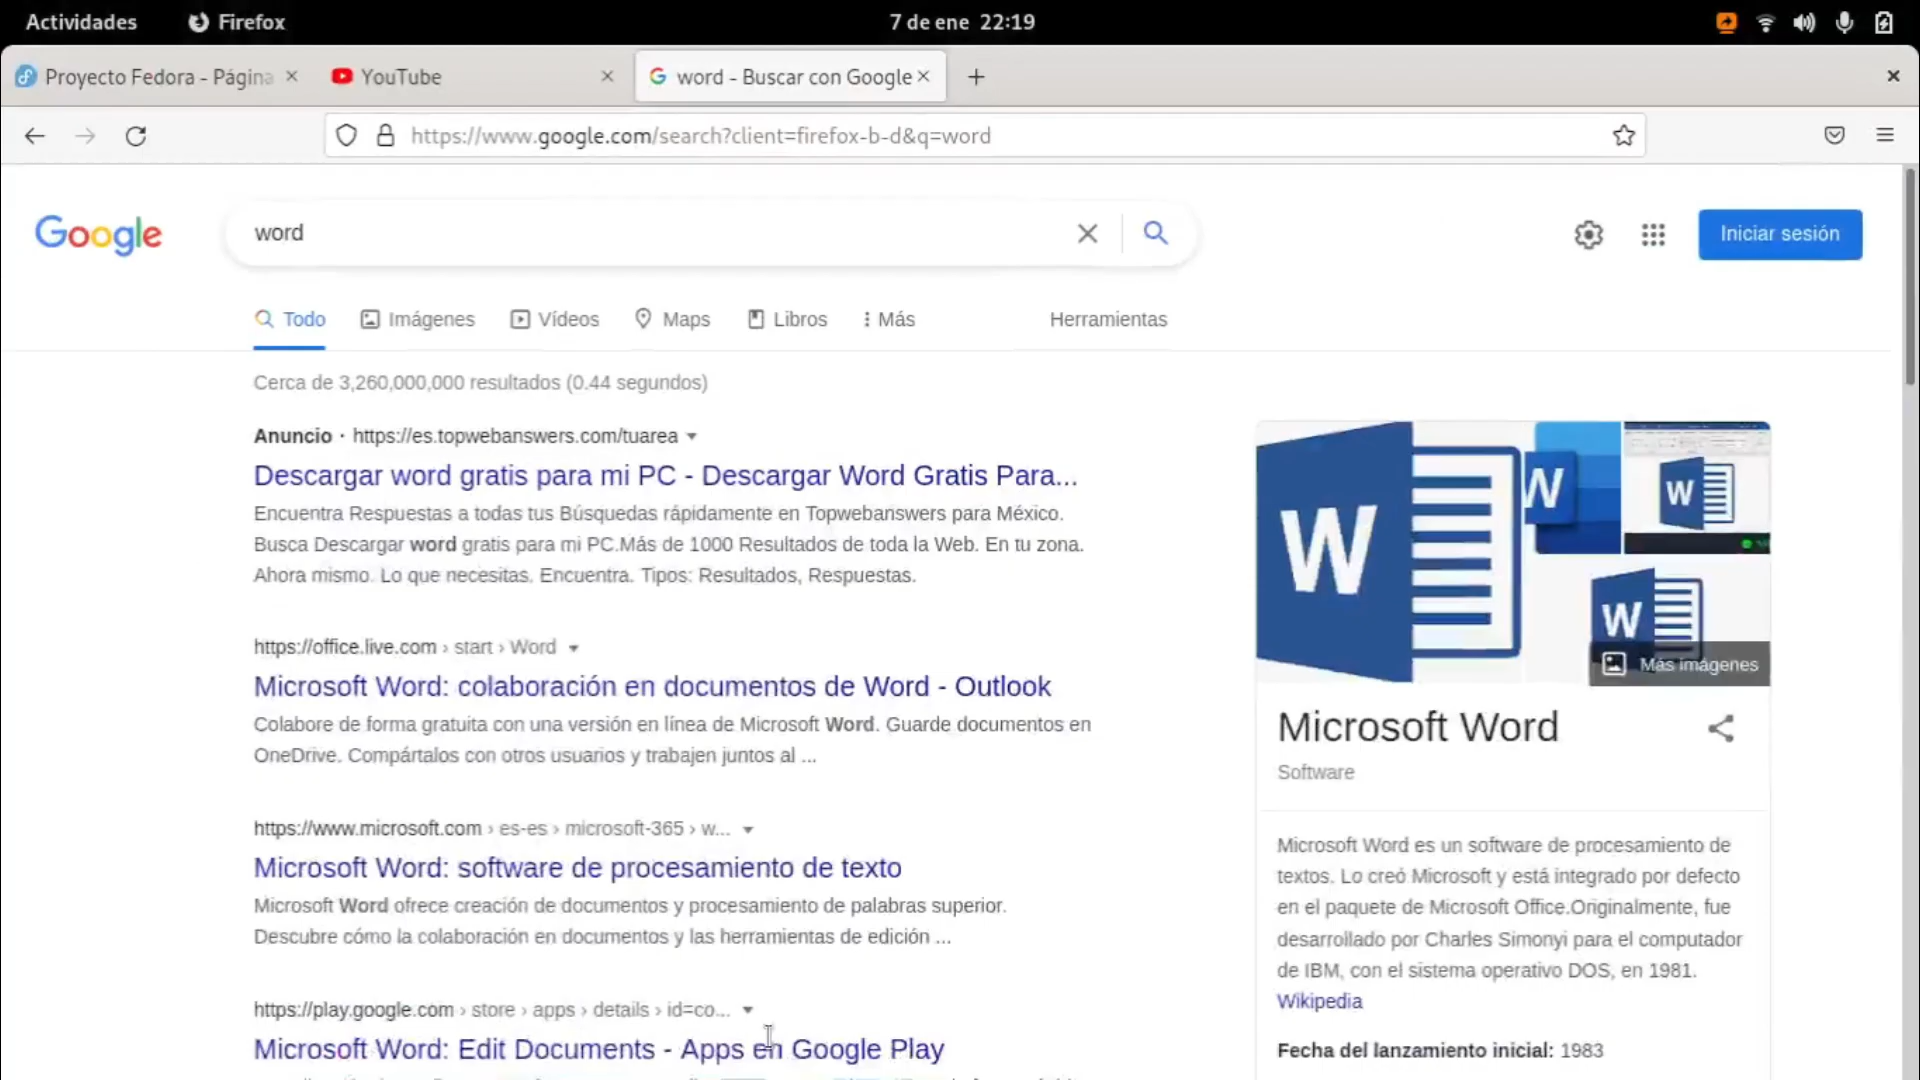 Actividades Firefox 7 de ene 22:19
Proyecto Fedora - Página YouTube word - Buscar con Google
https://www.google.com/search?client=firefox-b-d&q=word
Google word Iniciar sesión
Todo Imágenes Vídeos Maps Libros Más Herramientas
Cerca de 3,260,000,000 resultados (0.44 segundos)
Anuncio · https://es.topwebanswers.com/tuarea
Descargar word gratis para mi PC - Descargar Word Gratis Para...
Encuentra Respuestas a todas tus Búsquedas rápidamente en Topwebanswers para México.
Busca Descargar word gratis para mi PC.Más de 1000 Resultados de toda la Web. En tu zona.
Ahora mismo. Lo que necesitas. Encuentra. Tipos: Resultados, Respuestas.
https://office.live.com › start › Word
Microsoft Word: colaboración en documentos de Word - Outlook
Colabore de forma gratuita con una versión en línea de Microsoft Word. Guarde documentos en
OneDrive. Compártalos con otros usuarios y trabajen juntos al ...
https://www.microsoft.com › es-es › microsoft-365 › w...
Microsoft Word: software de procesamiento de texto
Microsoft Word ofrece creación de documentos y procesamiento de palabras superior.
Descubre cómo la colaboración en documentos y las herramientas de edición ...
https://play.google.com › store › apps › details › id=co...
Microsoft Word: Edit Documents - Apps en Google Play
W
W
W
W
Más imágenes
Microsoft Word
Software
Microsoft Word es un software de procesamiento de
textos. Lo creó Microsoft y está integrado por defecto
en el paquete de Microsoft Office.Originalmente, fue
desarrollado por Charles Simonyi para el computador
de IBM, con el sistema operativo DOS, en 1981.
Wikipedia
Fecha del lanzamiento inicial: 1983